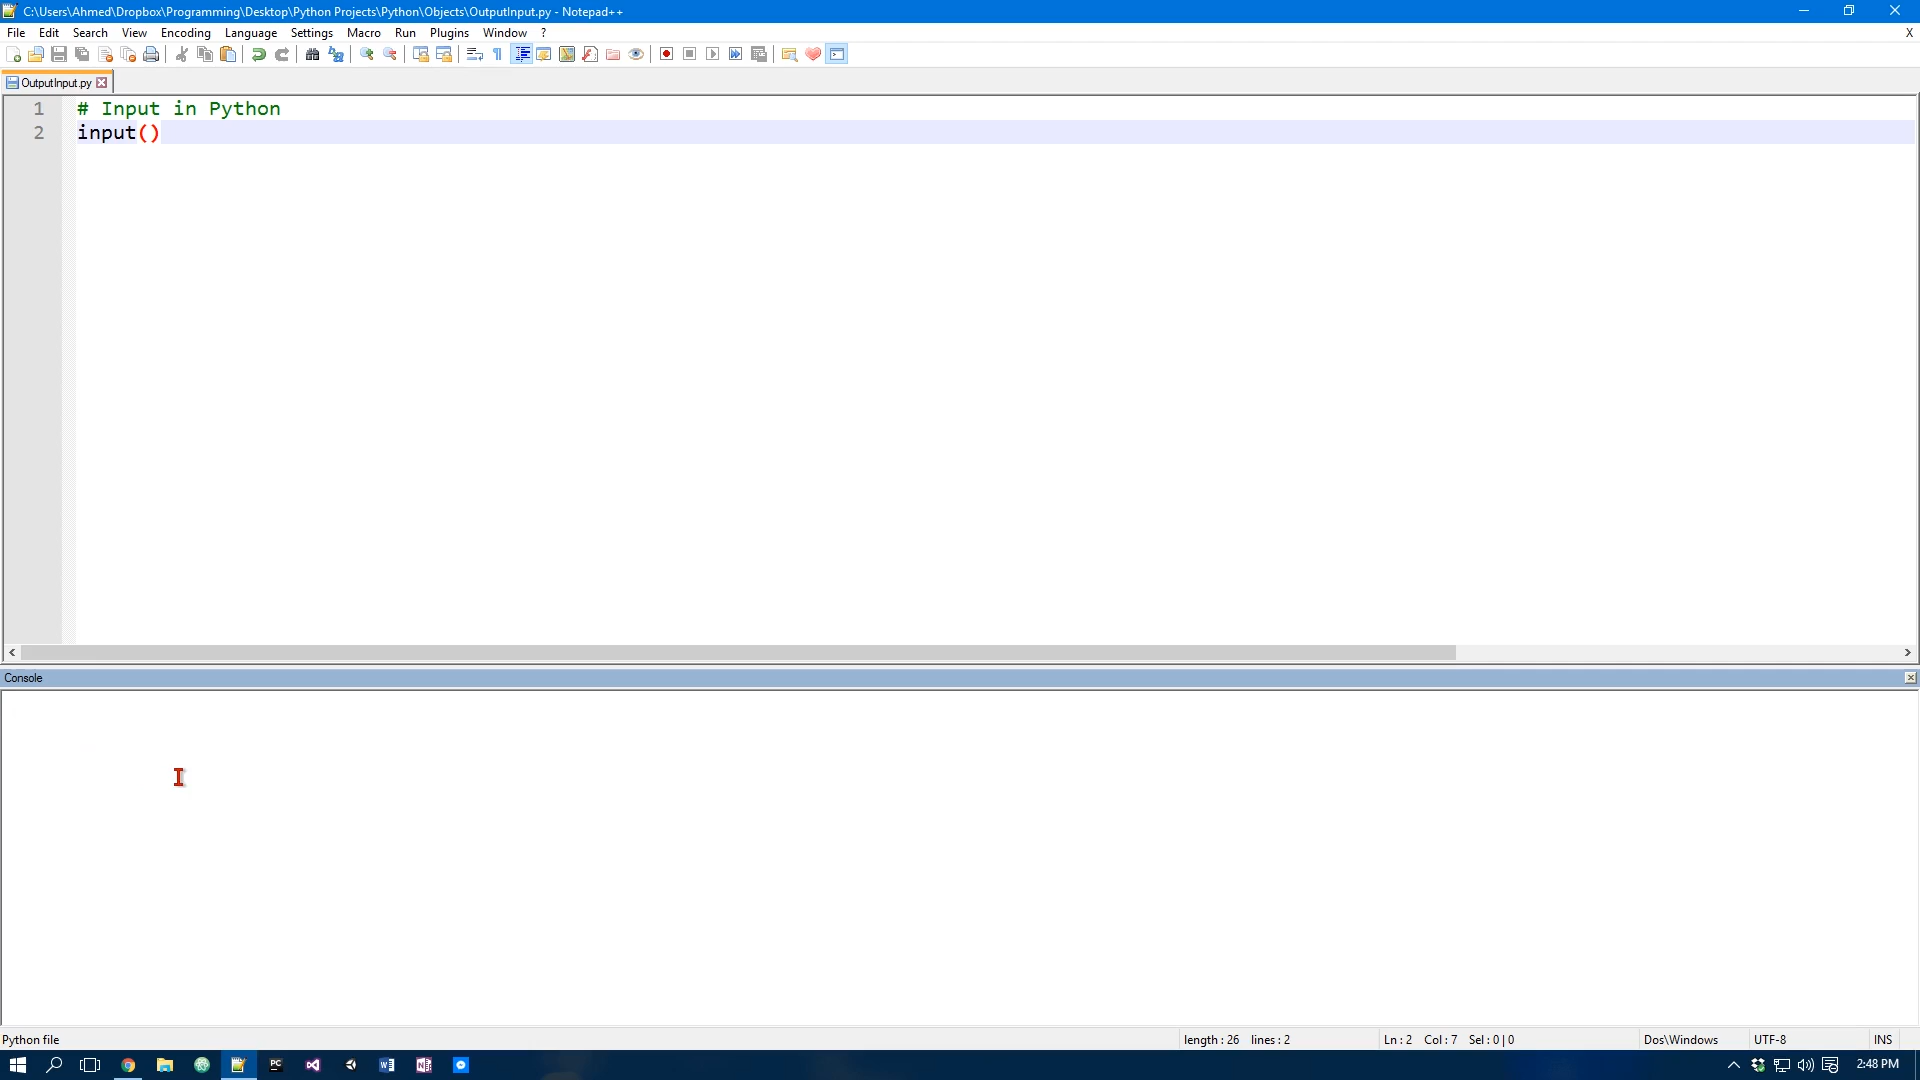 C:\Users\Ahmed\Dropbox\Programming\Desktop\Python Projects\Python\Objects\OutputInput.py - Notepad++
File Edit Search View Encoding Language Settings Macro Run Plugins Window ? X
OutputInput.py
1 # Input in Python
2 input()
Console
Python file length : 26 lines : 2 Ln : 2 Col : 7 Sel : 0 | 0 Dos\Windows UTF-8 INS
2:48 PM